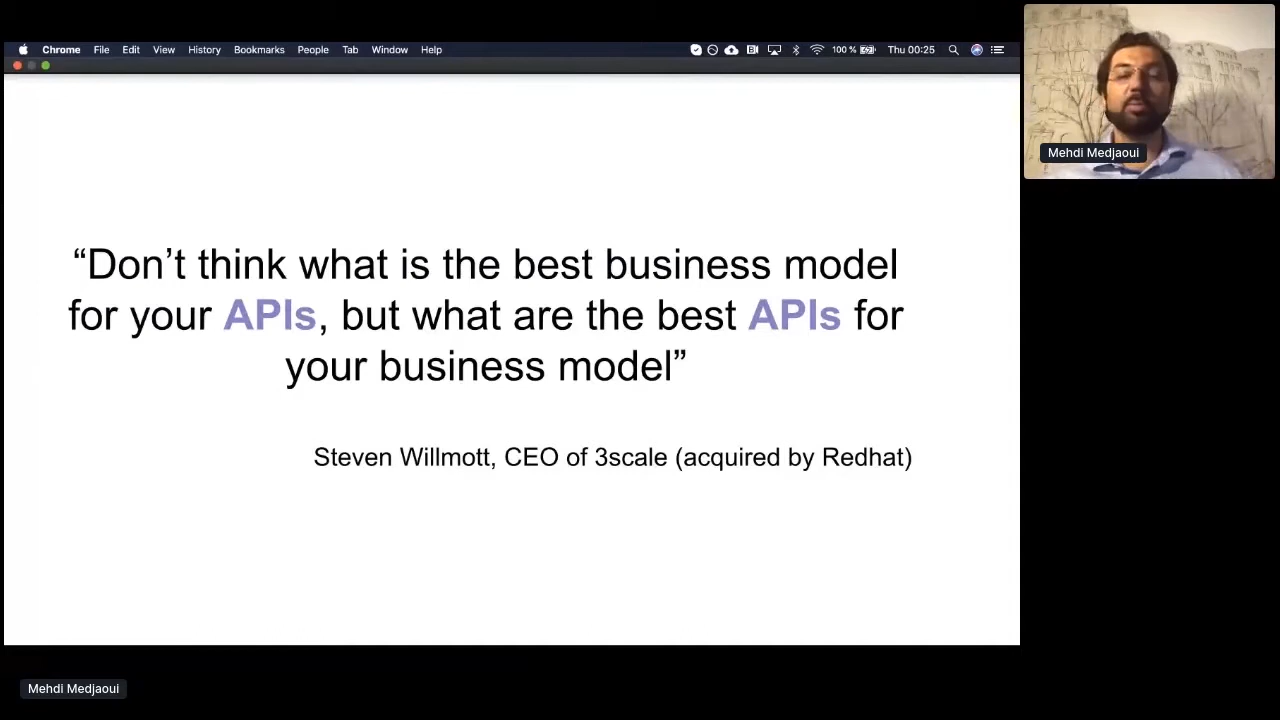 Chrome File Edit View History Bookmarks People Tab Window Help 100 % Thu 00:25
Mehdi Medjaoui
“Don’t think what is the best business model
for your APIs, but what are the best APIs for
your business model”
Steven Willmott, CEO of 3scale (acquired by Redhat)
Mehdi Medjaoui